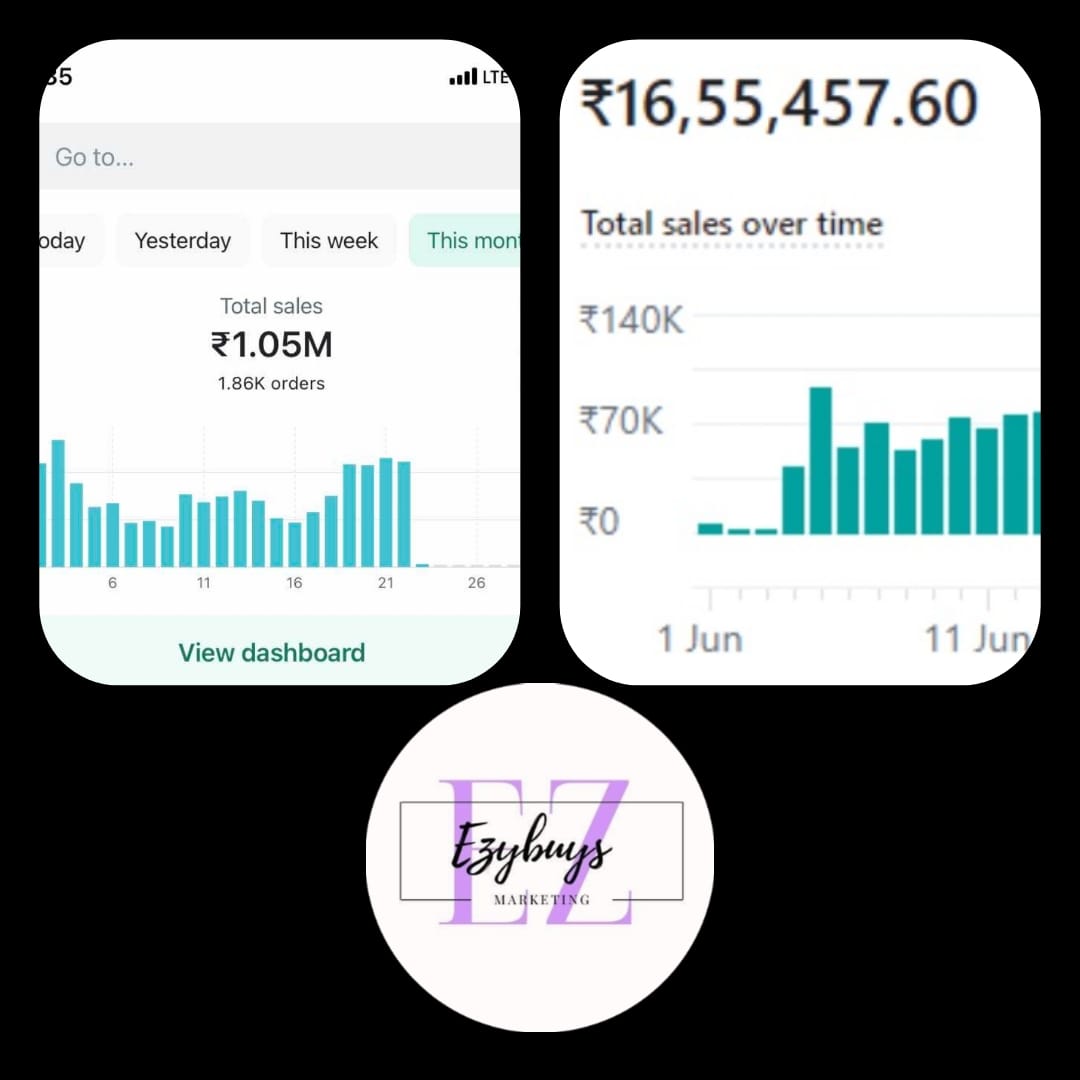 35
LTE
Go to...
oday
Yesterday
This week
This mont
Total sales
₹1.05M
1.86K orders
6
11
16
21
26
View dashboard
₹16,55,457.60
Total sales over time
₹140K
₹70K
₹0
1 Jun
11 Jun
EZ
Ezybuys
MARKETING